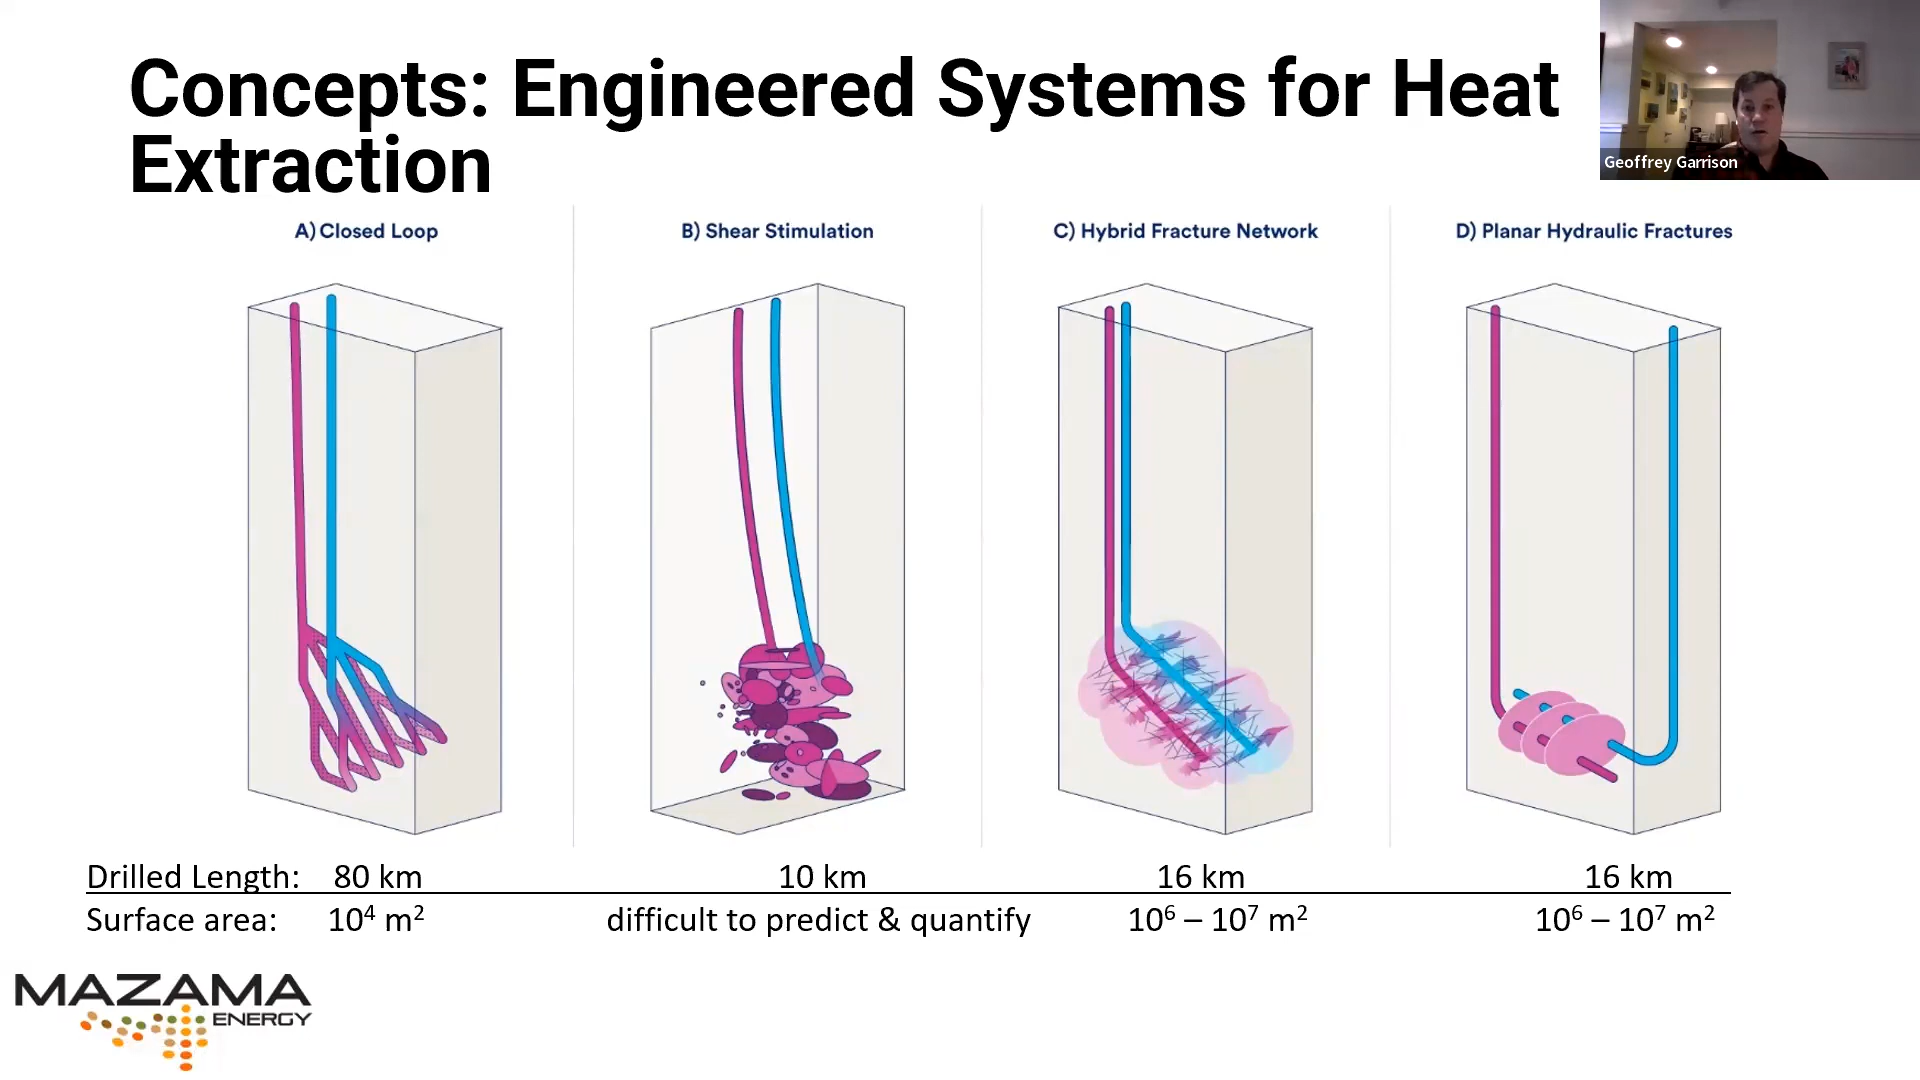 Concepts: Engineered Systems for Heat
Extraction
Geoffrey Garrison
A) Closed Loop
B) Shear Stimulation
C) Hybrid Fracture Network
D) Planar Hydraulic Fractures
Drilled Length: 80 km 10 km 16 km 16 km
Surface area: 10⁴ m² difficult to predict & quantify 10⁶ – 10⁷ m² 10⁶ – 10⁷ m²
MAZAMA
ENERGY